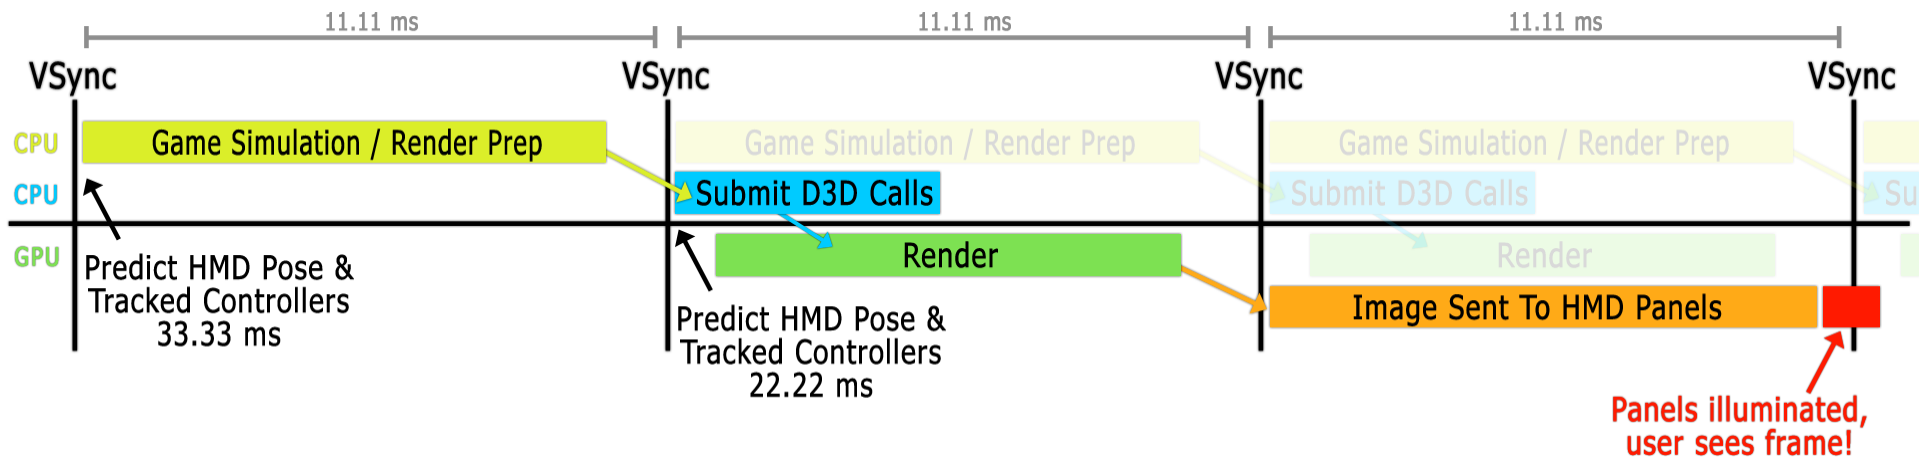 11.11 ms
11.11 ms
11.11 ms
VSync
VSync
VSync
VSync
CPU
Game Simulation / Render Prep
Game Simulation / Render Prep
Game Simulation / Render Prep
CPU
Submit D3D Calls
Submit D3D Calls
Su
GPU
Render
Render
Predict HMD Pose &
Tracked Controllers
33.33 ms
Predict HMD Pose &
Tracked Controllers
22.22 ms
Image Sent To HMD Panels
Panels illuminated,
user sees frame!